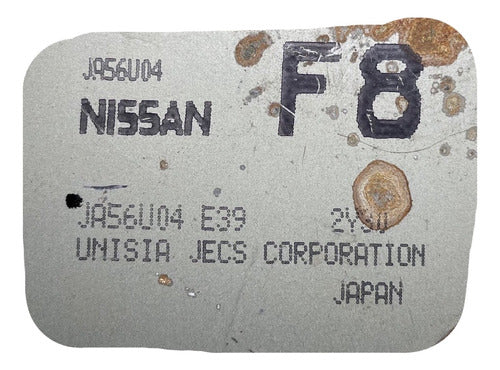 JA56U04
NISSAN F8
JA56U04 E39
UNISIA JECS CORPORATION
JAPAN